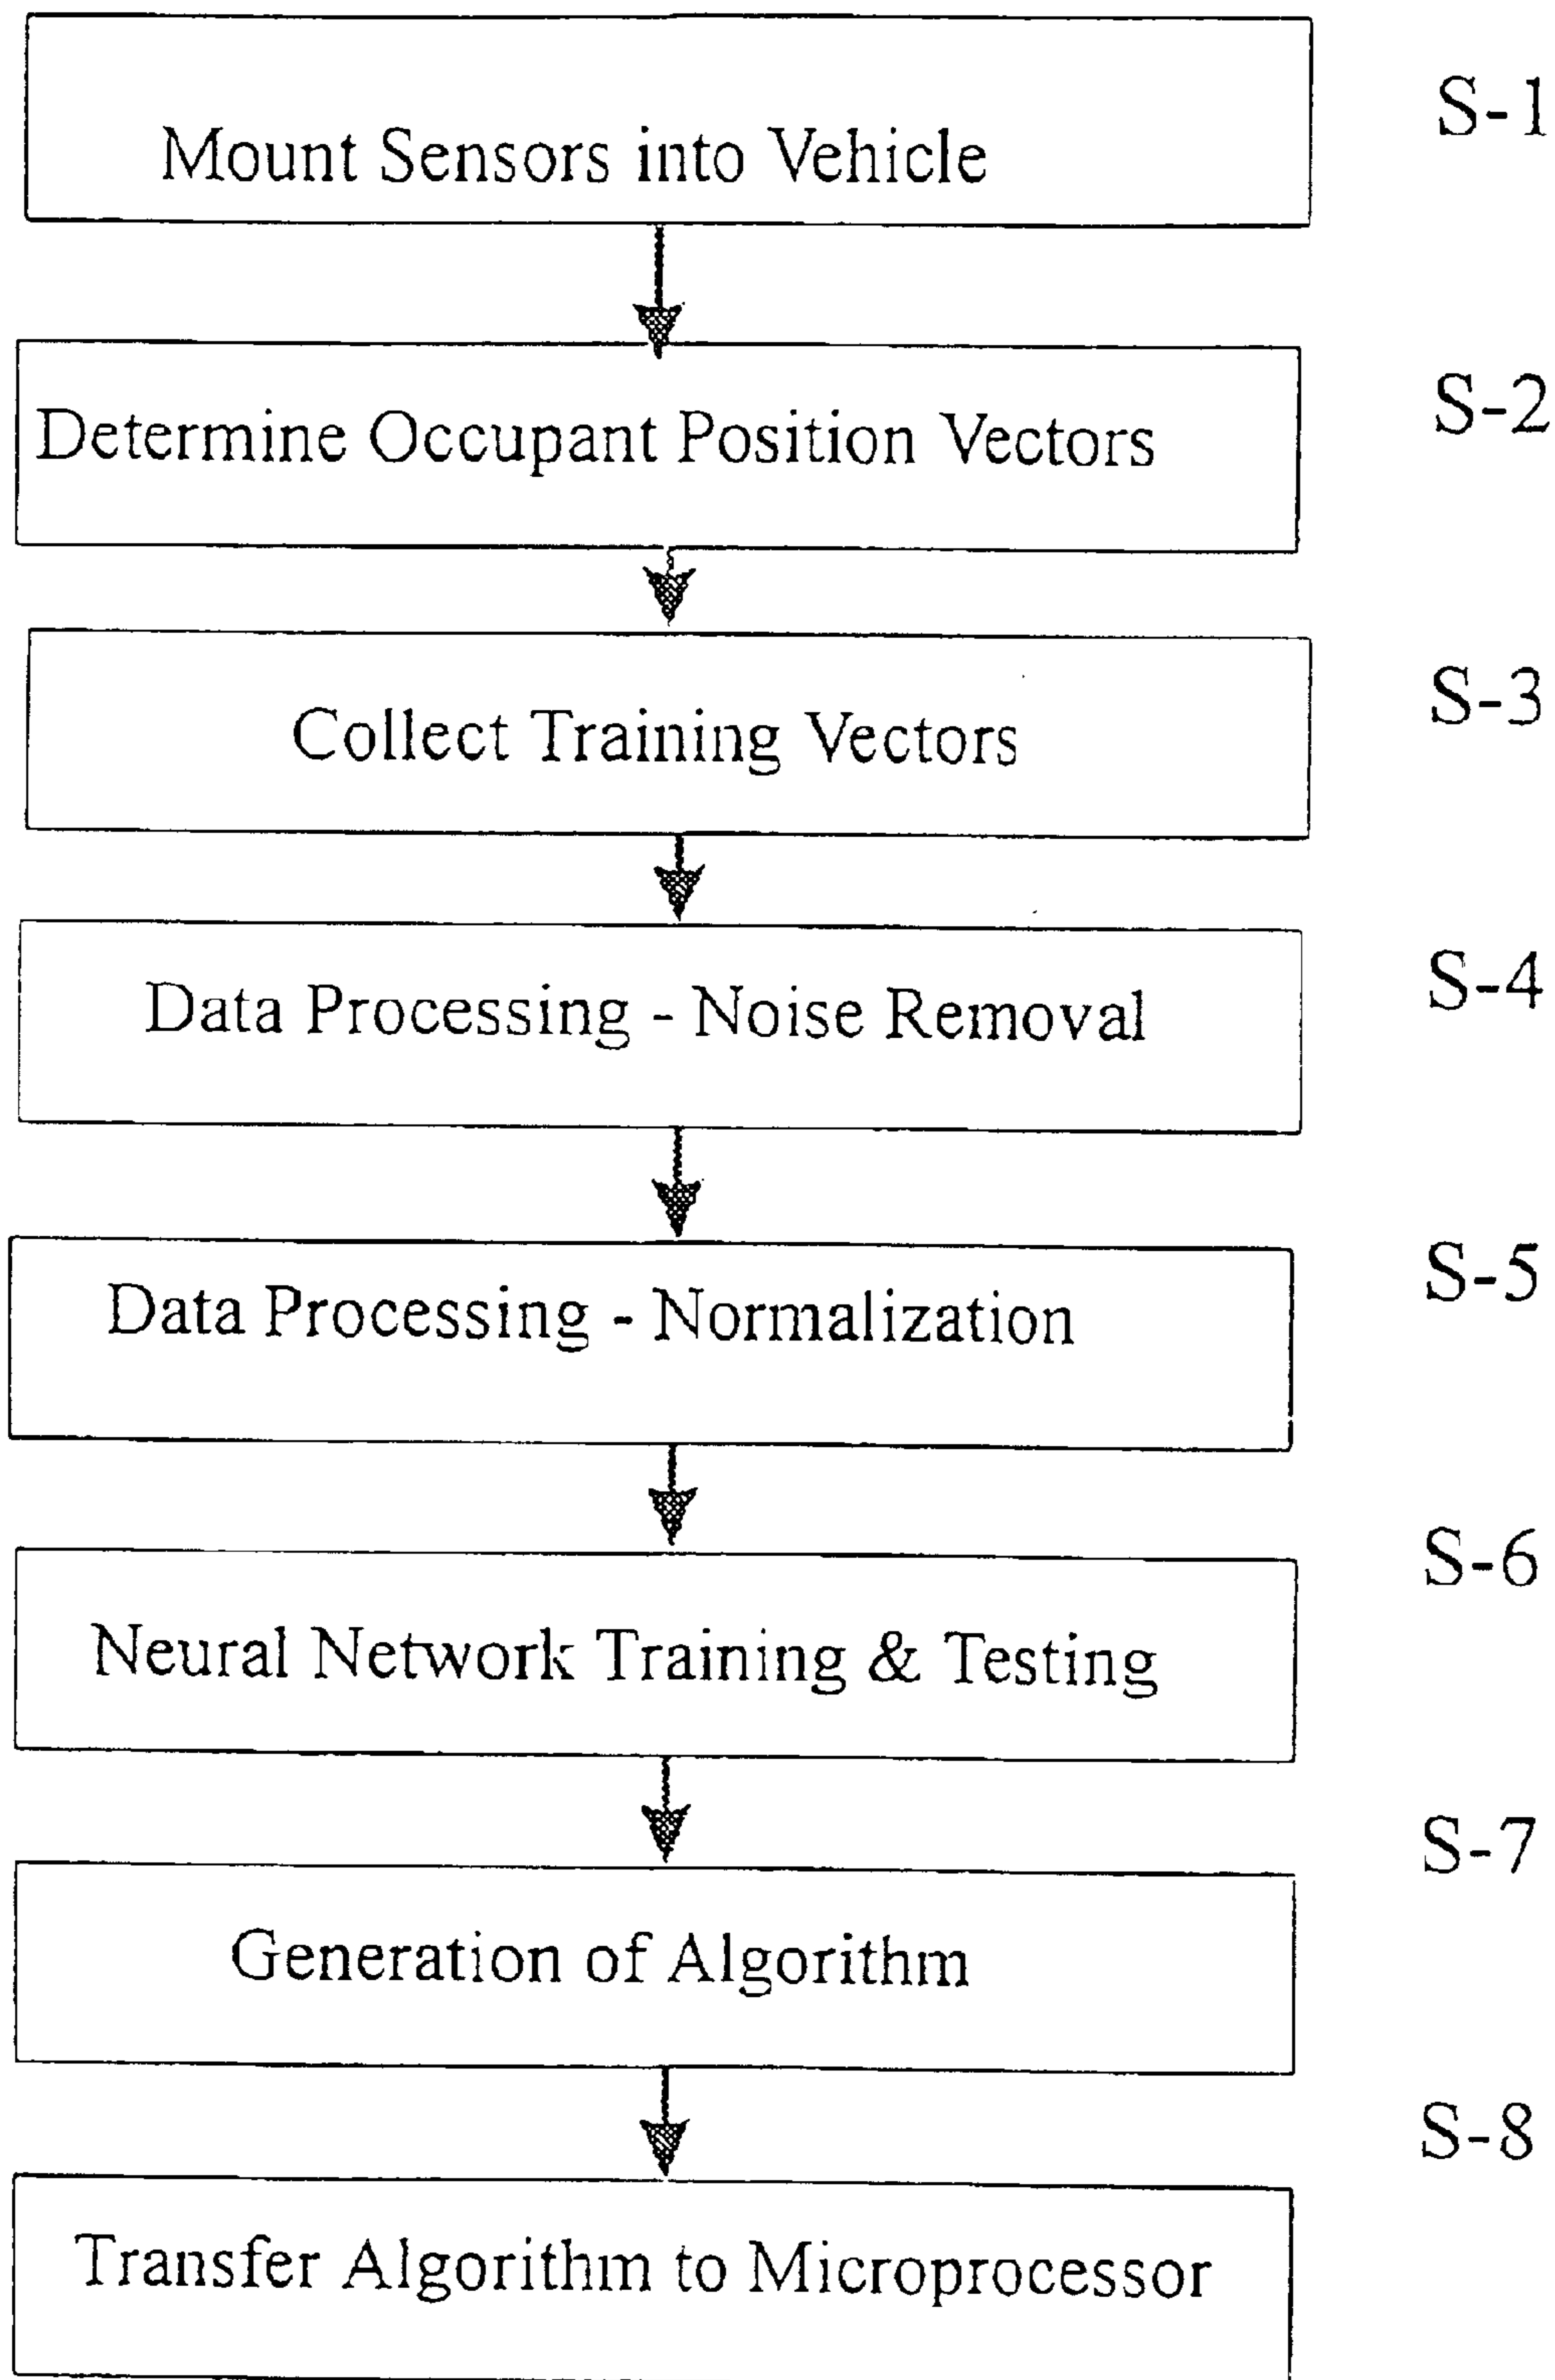 S-1
Mount Sensors into Vehicle
S-2
Determine Occupant Position Vectors
S-3
Collect Training Vectors
S-4
Data Processing - Noise Removal
S-5
Data Processing - Normalization
S-6
Neural Network Training & Testing
S-7
Generation of Algorithm
S-8
Transfer Algorithm to Microprocessor